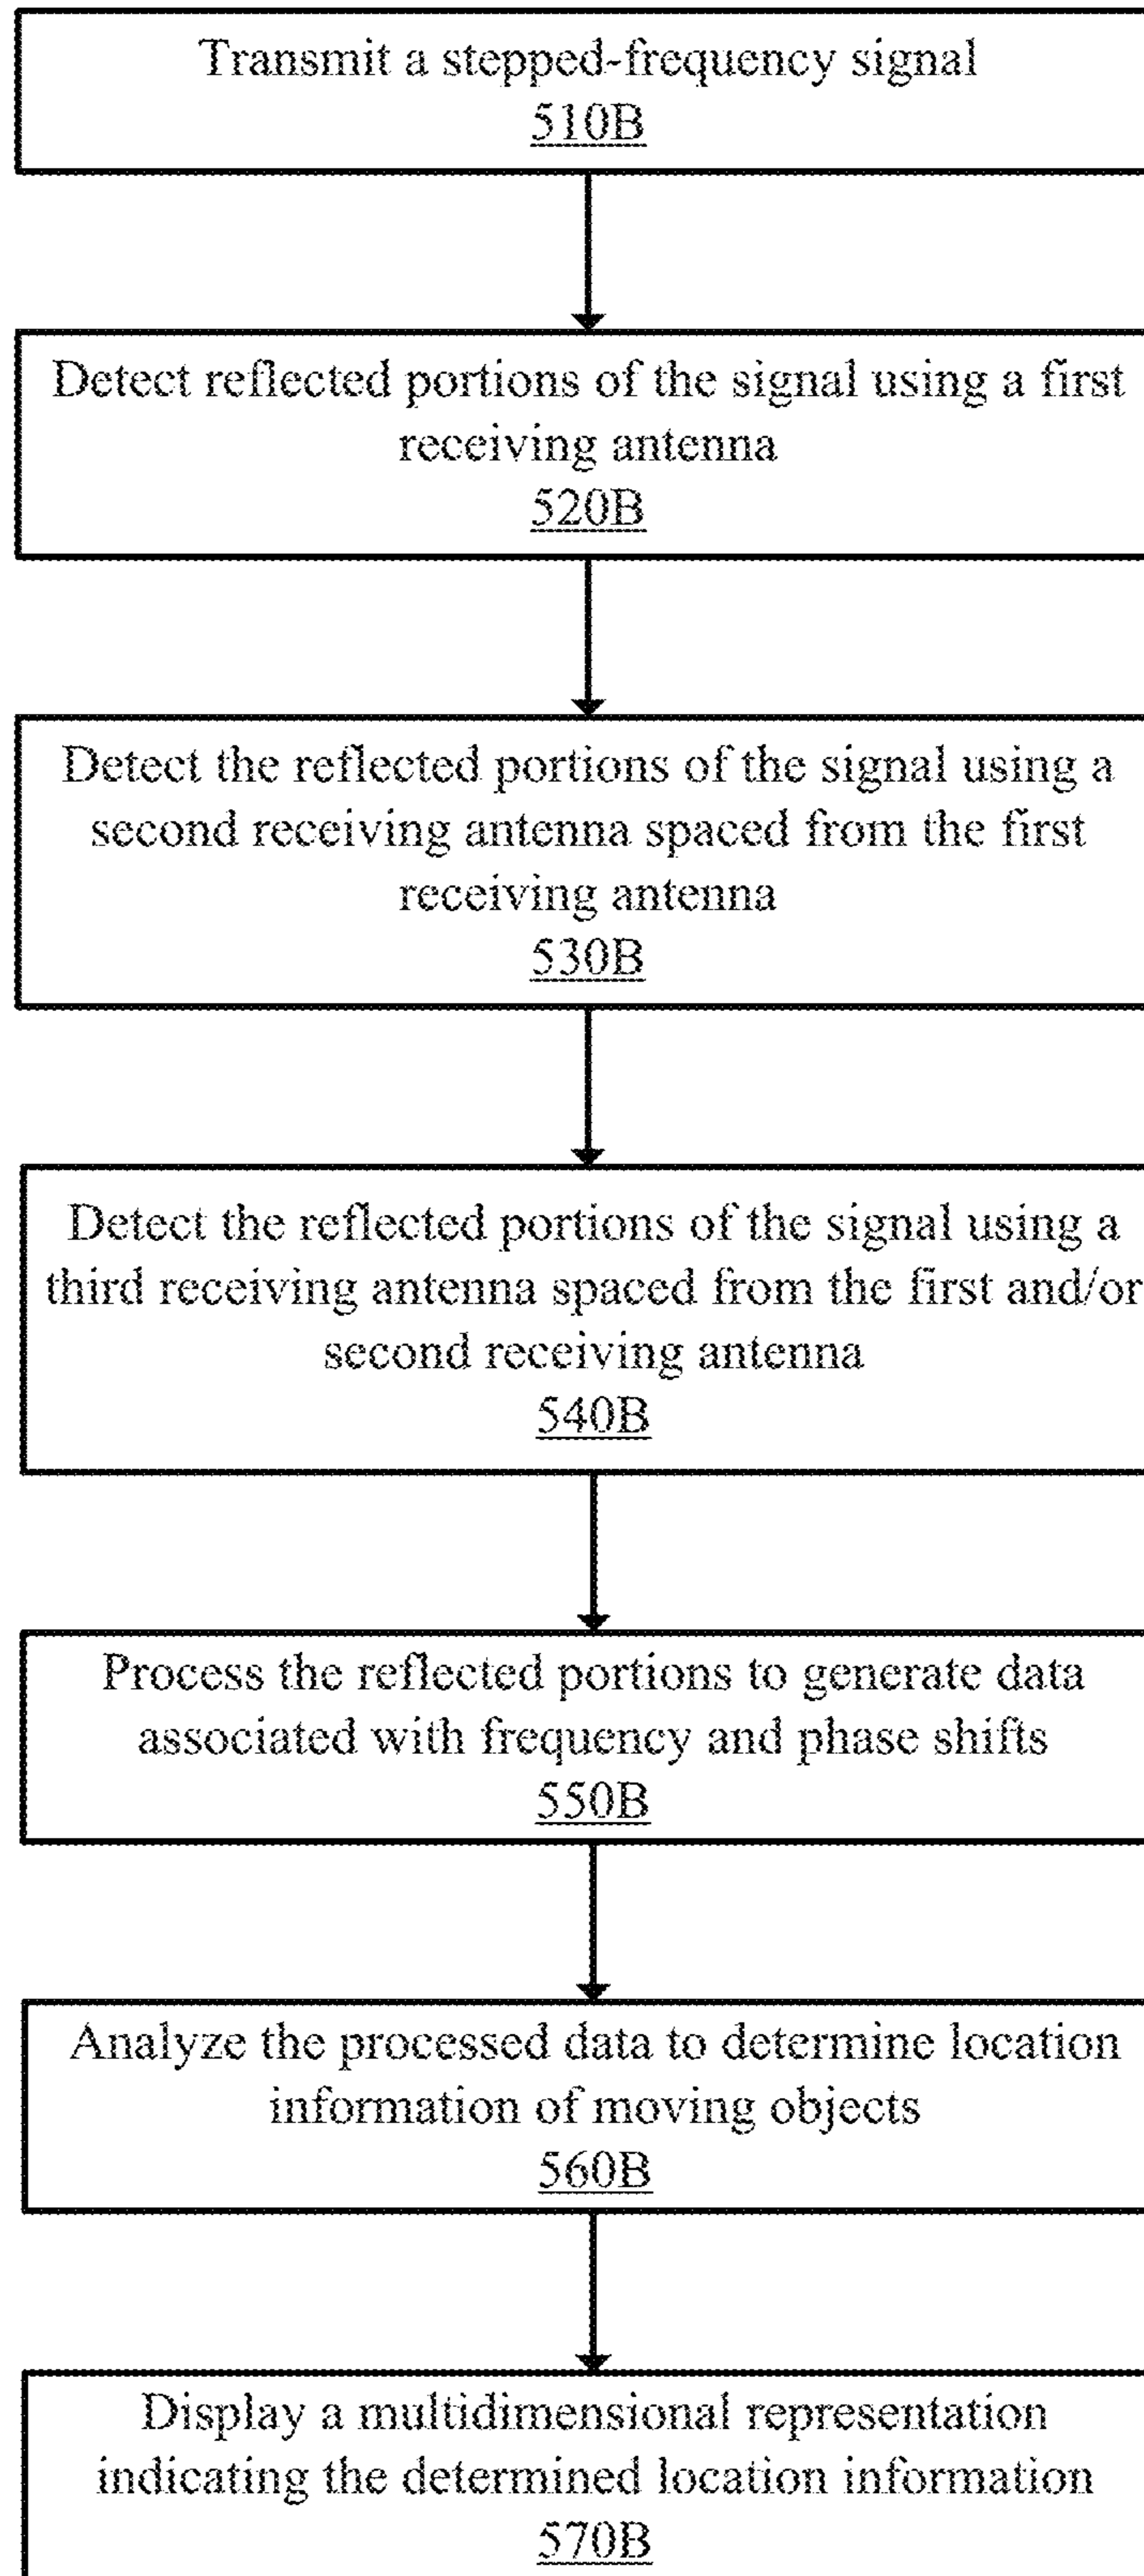 Transmit a stepped-frequency signal
510B
Detect reflected portions of the signal using a first
receiving antenna
520B
Detect the reflected portions of the signal using a
second receiving antenna spaced from the first
receiving antenna
530B
Detect the reflected portions of the signal using a
third receiving antenna spaced from the first and/or
second receiving antenna
540B
Process the reflected portions to generate data
associated with frequency and phase shifts
550B
Analyze the processed data to determine location
information of moving objects
560B
Display a multidimensional representation
indicating the determined location information
570B